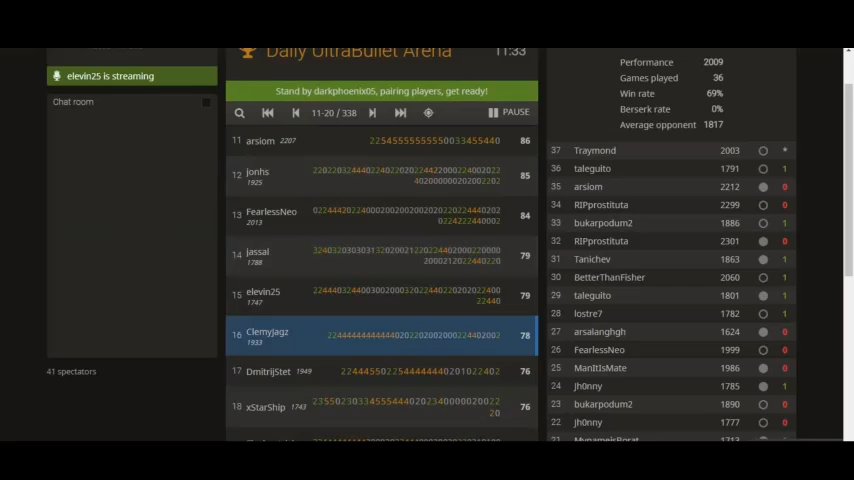 Daily UltraBullet Arena
11:33
elevin25 is streaming
Chat room
41 spectators
Stand by darkphoenix05, pairing players, get ready!
11-20 / 338
PAUSE
11 arsiom 2207 22545555555550033455440 86
12 jonhs 1925 85
13 FearlessNeo 2013 84
14 jassal 1788 79
15 elevin25 1747 79
16 ClemyJagz 1933 78
17 DmitrijStet 1949 76
18 xStarShip 1743 76
Performance 2009
Games played 36
Win rate 69%
Berserk rate 0%
Average opponent 1817
37 Traymond 2003 *
36 taleguito 1791 1
35 arsiom 2212 0
34 RIPprostituta 2299 0
33 bukarpodum2 1886 1
32 RIPprostituta 2301 0
31 Tanichev 1863 1
30 BetterThanFisher 2060 1
29 taleguito 1801 1
28 lostre7 1782 1
27 arsalanghgh 1624 0
26 FearlessNeo 1999 0
25 ManItIsMate 1986 0
24 Jh0nny 1785 1
23 bukarpodum2 1890 0
22 Jh0nny 1777 0
21 MynameisBorat 1713